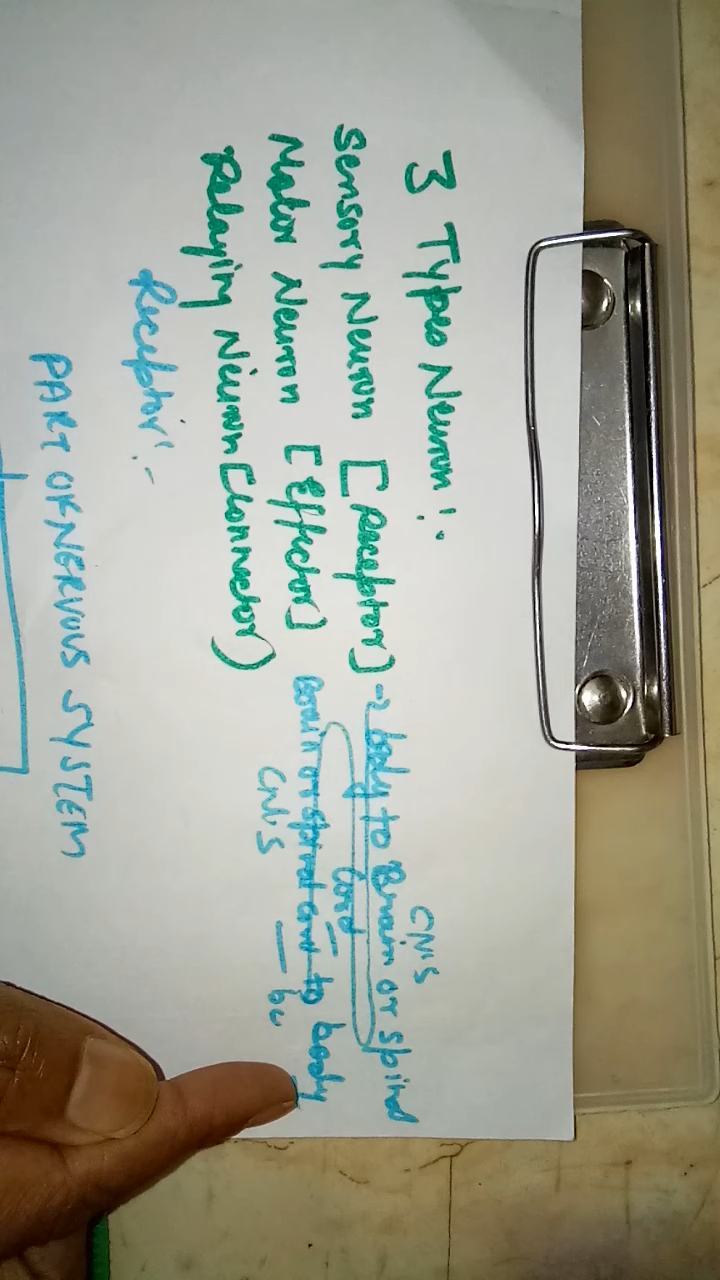 3 Types Neuron :-
Sensory Neuron [Receptor] → body to Brain or spinal
CNS
cord
Motor Neuron [Effector] Brain or spinal cord to body
CNS
Relaying Neuron (Connector)
Receptor :-
PART OF NERVOUS SYSTEM